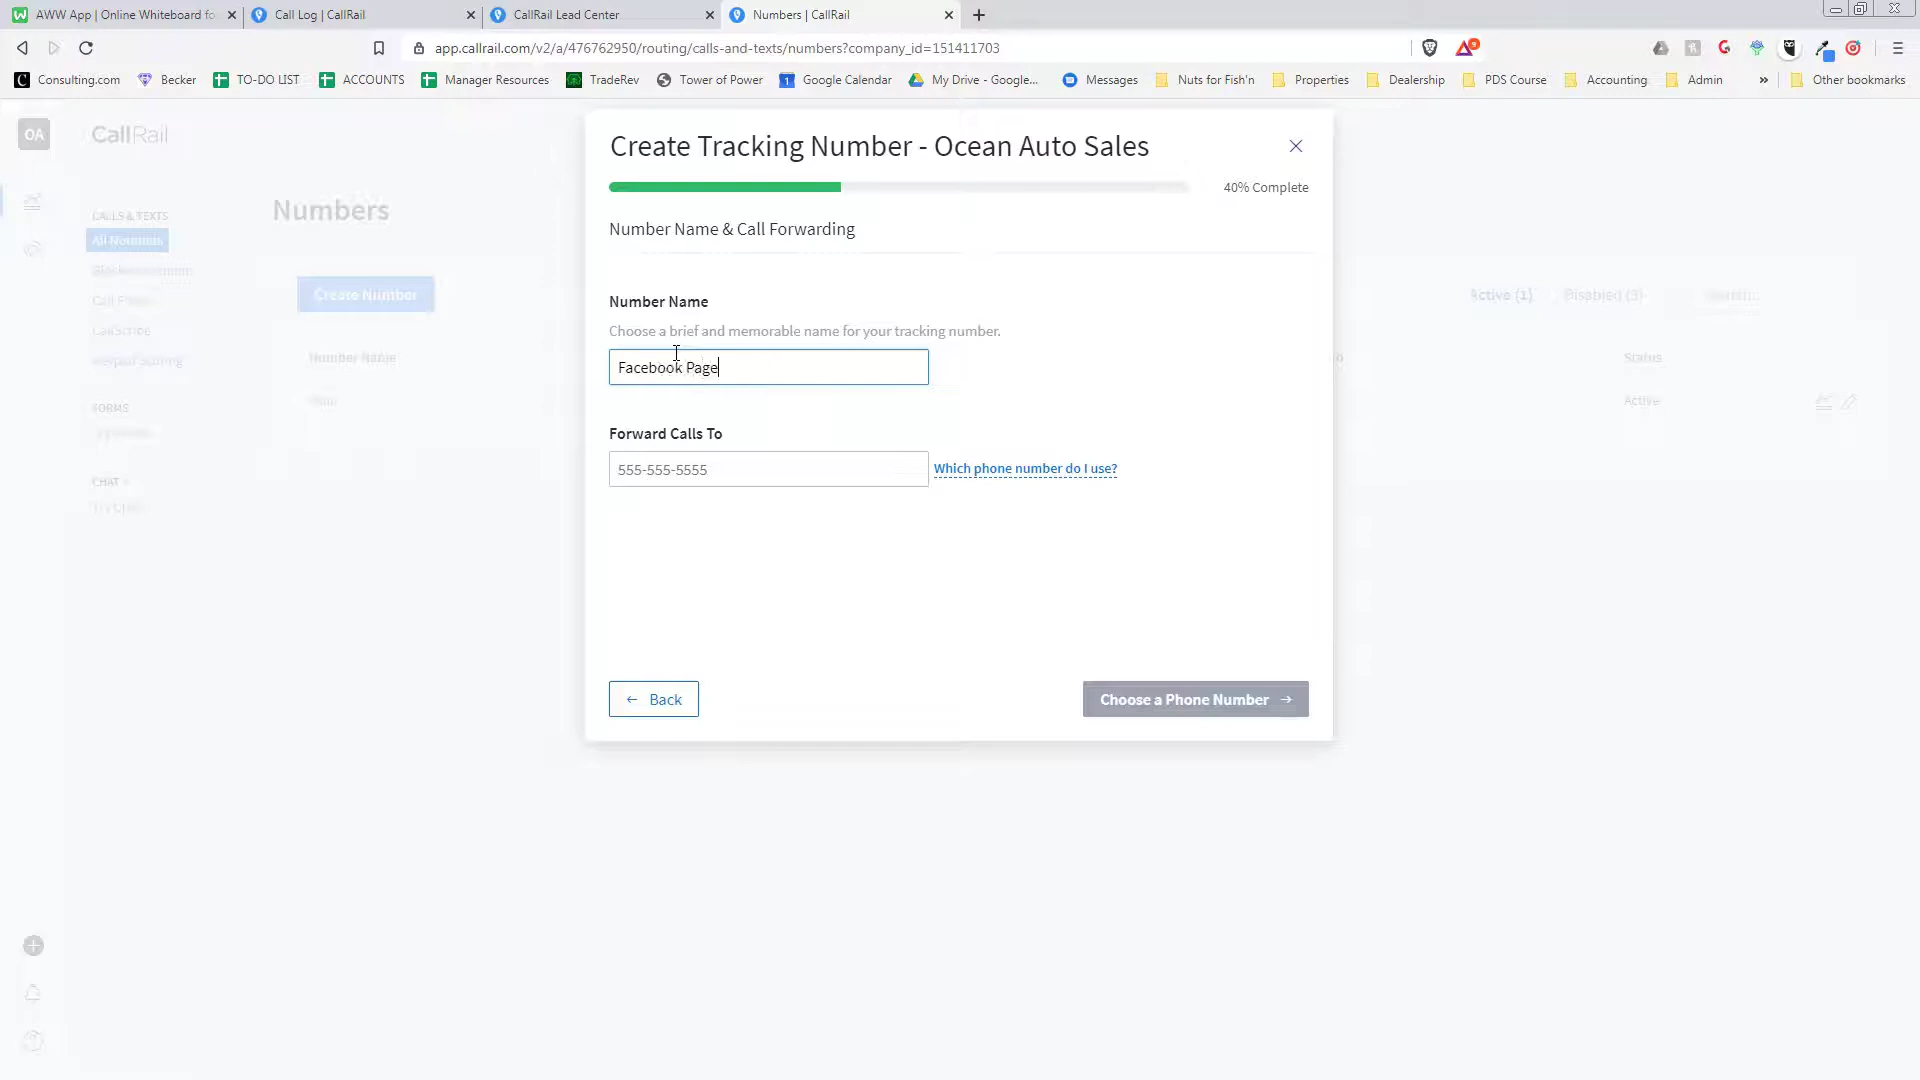 AWW App | Online Whiteboard fo
Call Log | CallRail
CallRail Lead Center
Numbers | CallRail
app.callrail.com/v2/a/476762950/routing/calls-and-texts/numbers?company_id=151411703
Consulting.com
Becker
TO-DO LIST
ACCOUNTS
Manager Resources
TradeRev
Tower of Power
Google Calendar
My Drive - Google...
Messages
Nuts for Fish'n
Properties
Dealership
PDS Course
Accounting
Admin
Other bookmarks
OA
CallRail
CALLS & TEXTS
All Numbers
CallScribe
Keypad Scoring
FORMS
CHAT
Numbers
Create Number
Number Name
Active (1)
Disabled (3)
Status
Active
Create Tracking Number - Ocean Auto Sales
40% Complete
Number Name & Call Forwarding
Number Name
Choose a brief and memorable name for your tracking number.
Facebook Page
Forward Calls To
555-555-5555
Which phone number do I use?
← Back
Choose a Phone Number →